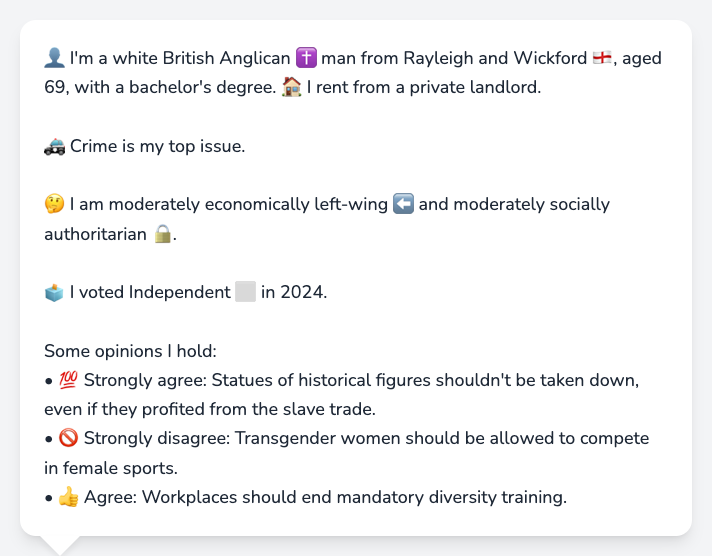 👤 I'm a white British Anglican ✝️ man from Rayleigh and Wickford 🏴󠁧󠁢󠁥󠁮󠁧󠁿, aged
69, with a bachelor's degree. 🏠 I rent from a private landlord.
🚓 Crime is my top issue.
🤔 I am moderately economically left-wing ⬅️ and moderately socially
authoritarian 🔒.
🗳️ I voted Independent ⬜ in 2024.
Some opinions I hold:
• 💯 Strongly agree: Statues of historical figures shouldn't be taken down,
even if they profited from the slave trade.
• 🚫 Strongly disagree: Transgender women should be allowed to compete
in female sports.
• 👍 Agree: Workplaces should end mandatory diversity training.